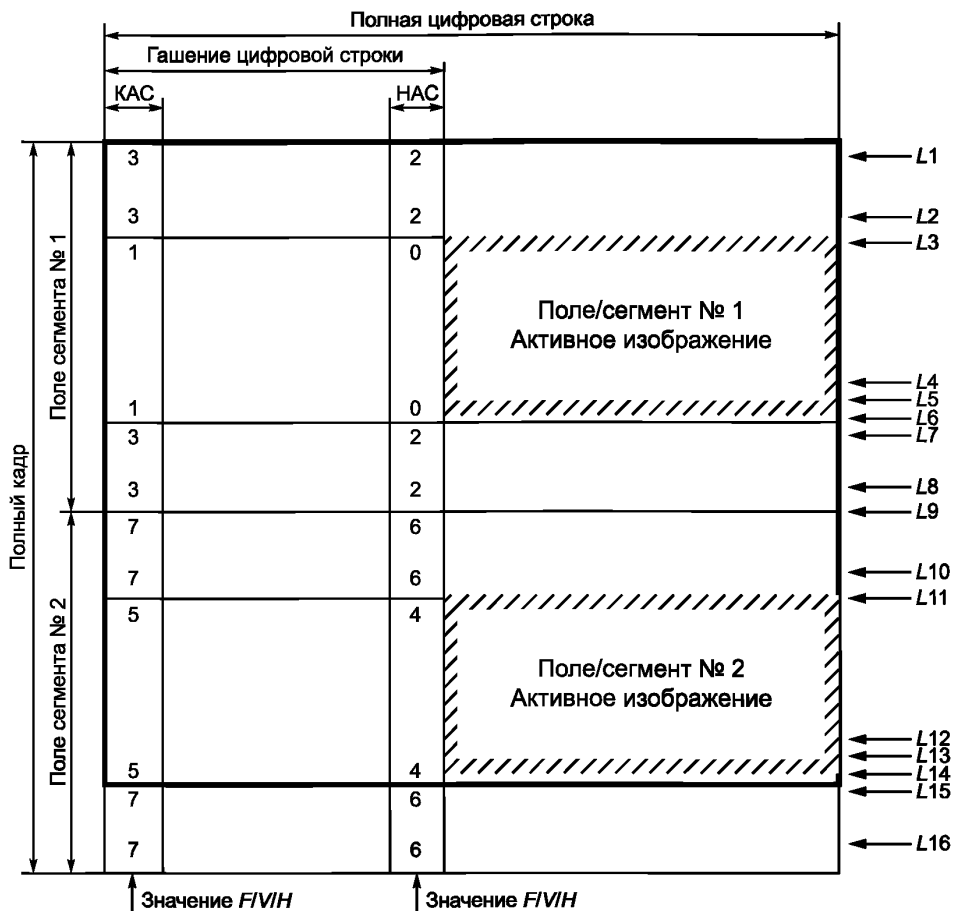 Полная цифровая строка
Гашение цифровой строки
КАС НАС
3 2 L1
3 2 L2
1 0 L3
Поле/сегмент № 1
Активное изображение
L4
1 0 L5
L6
3 2 L7
3 2 L8
L9
7 6
7 6 L10
L11
5 4
Поле/сегмент № 2
Активное изображение
L12
L13
5 4 L14
7 6 L15
7 6 L16
Полный кадр
Поле сегмента № 1
Поле сегмента № 2
Значение F/V/H Значение F/V/H